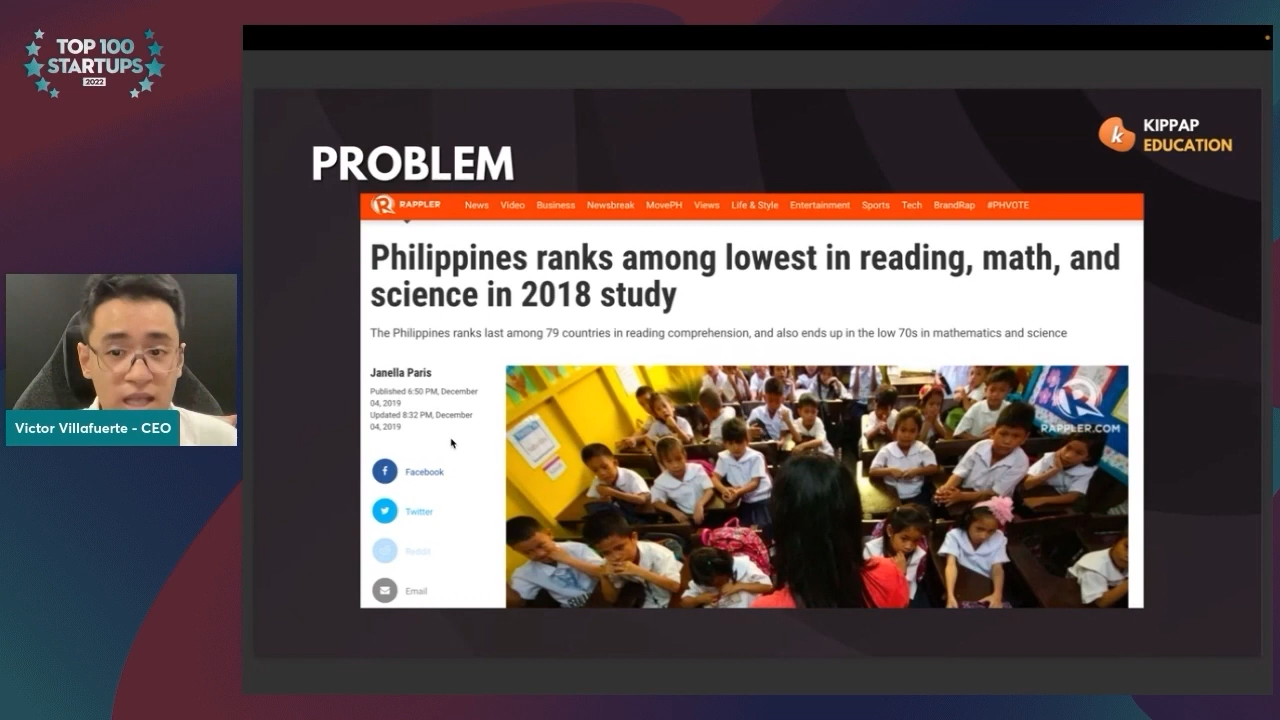 TOP 100
STARTUPS
2022
KIPPAP
EDUCATION
k
PROBLEM
RAPPLER News Video Business Newsbreak MovePH Views Life & Style Entertainment Sports Tech BrandRap #PHVOTE
Philippines ranks among lowest in reading, math, and
science in 2018 study
The Philippines ranks last among 79 countries in reading comprehension, and also ends up in the low 70s in mathematics and science
Janella Paris
Published 6:50 PM, December
04, 2019
Updated 8:32 PM, December
04, 2019
Facebook
Twitter
Reddit
Email
RAPPLER.COM
Victor Villafuerte - CEO